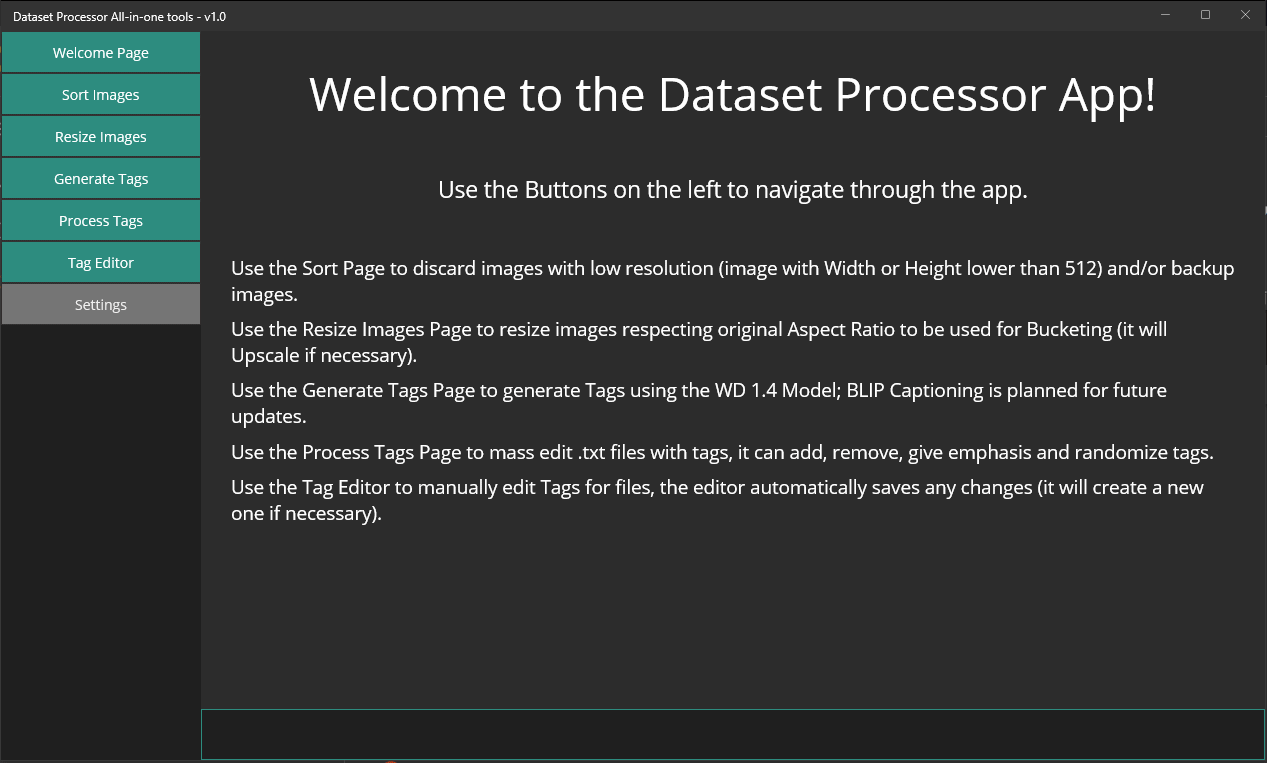 Dataset Processor All-in-one tools - v1.0
Welcome Page
Sort Images
Resize Images
Generate Tags
Process Tags
Tag Editor
Settings
Welcome to the Dataset Processor App!
Use the Buttons on the left to navigate through the app.
Use the Sort Page to discard images with low resolution (image with Width or Height lower than 512) and/or backup
images.
Use the Resize Images Page to resize images respecting original Aspect Ratio to be used for Bucketing (it will
Upscale if necessary).
Use the Generate Tags Page to generate Tags using the WD 1.4 Model; BLIP Captioning is planned for future
updates.
Use the Process Tags Page to mass edit .txt files with tags, it can add, remove, give emphasis and randomize tags.
Use the Tag Editor to manually edit Tags for files, the editor automatically saves any changes (it will create a new
one if necessary).